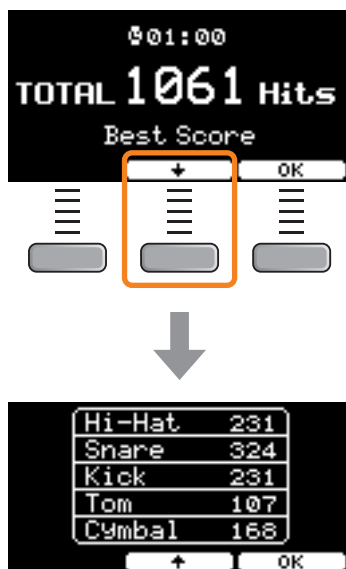 01:00
TOTAL 1061 Hits
Best Score
↓ OK
Hi-Hat 231
Snare 324
Kick 231
Tom 107
Cymbal 168
↑ OK